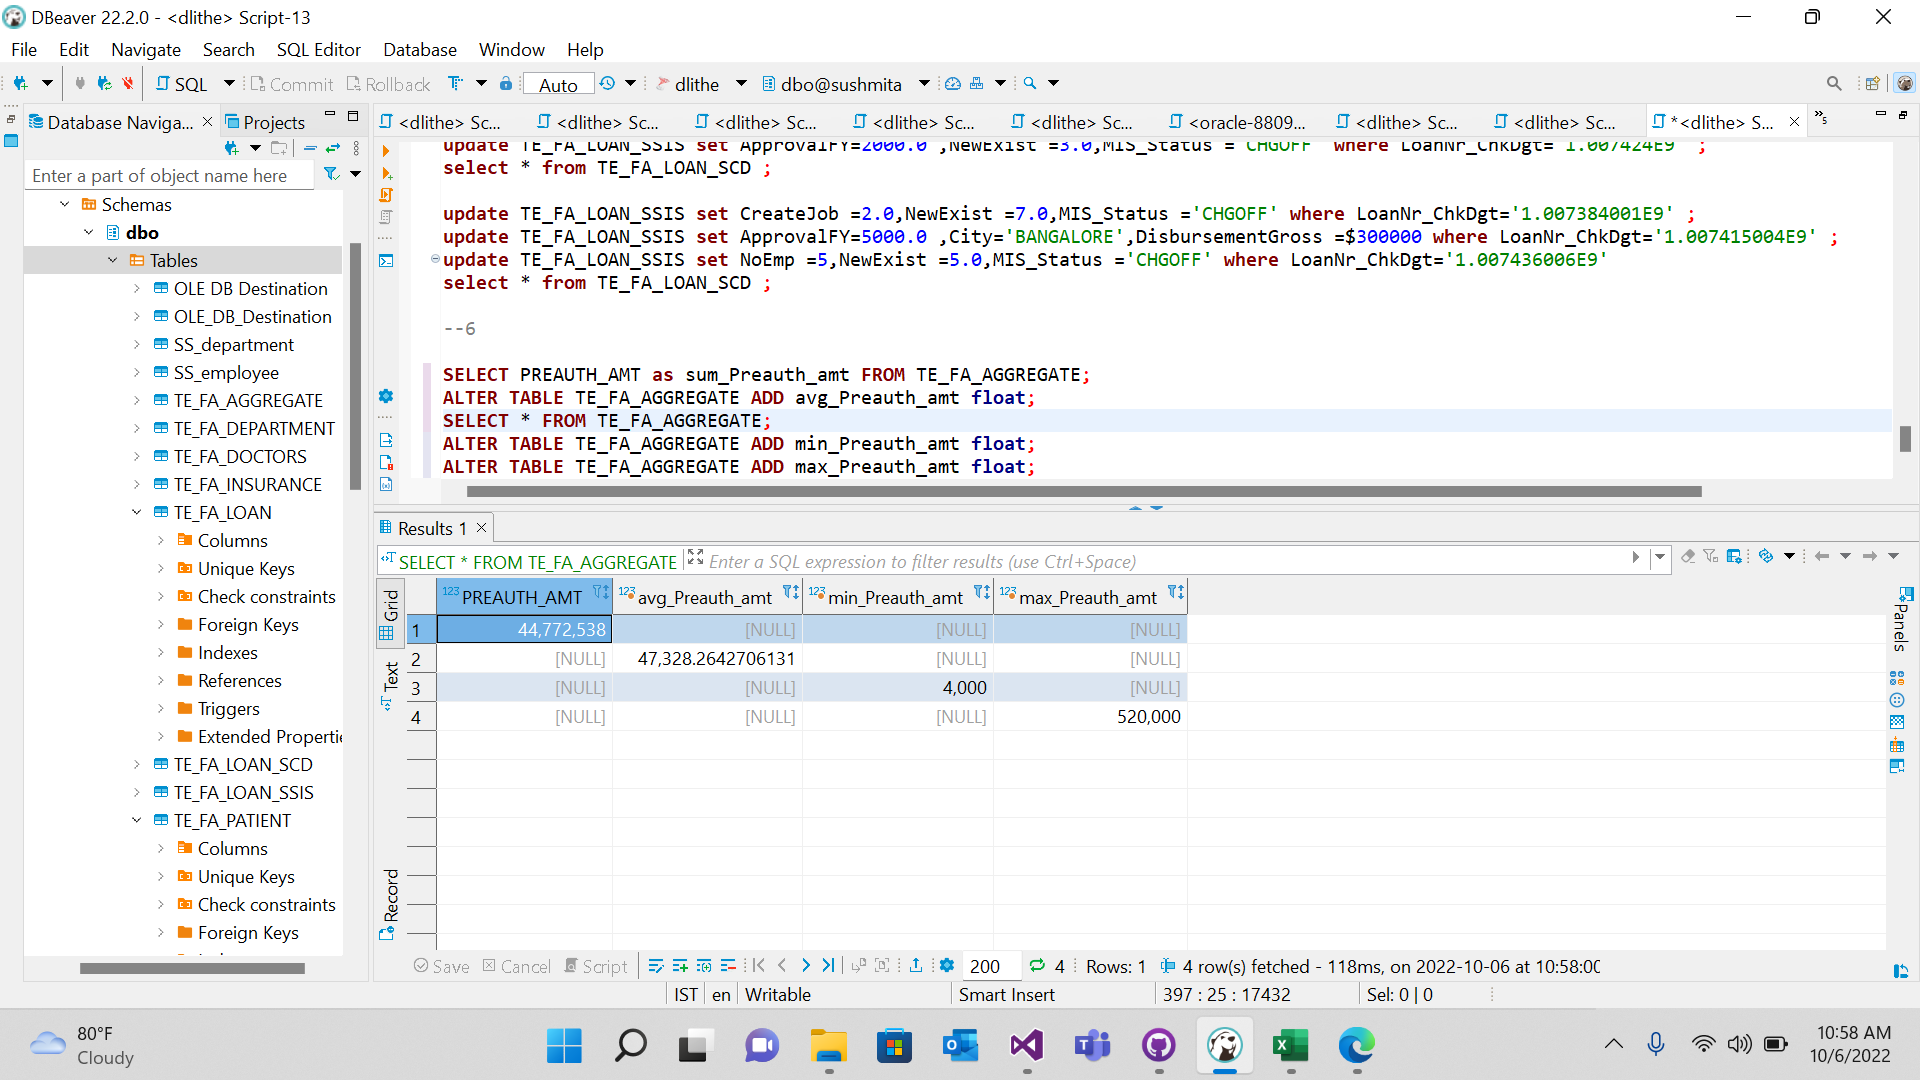 DBeaver 22.2.0 - <dlithe> Script-13
File Edit Navigate Search SQL Editor Database Window Help
SQL Commit Rollback Auto dlithe dbo@sushmita
Database Naviga... Projects
Enter a part of object name here
Schemas
dbo
Tables
OLE DB Destination
OLE_DB_Destination
SS_department
SS_employee
TE_FA_AGGREGATE
TE_FA_DEPARTMENT
TE_FA_DOCTORS
TE_FA_INSURANCE
TE_FA_LOAN
Columns
Unique Keys
Check constraints
Foreign Keys
Indexes
References
Triggers
Extended Properti
TE_FA_LOAN_SCD
TE_FA_LOAN_SSIS
TE_FA_PATIENT
Columns
Unique Keys
Check constraints
Foreign Keys
<dlithe> Sc... <dlithe> Sc... <dlithe> Sc... <dlithe> Sc... <dlithe> Sc... <oracle-8809... <dlithe> Sc... <dlithe> Sc... *<dlithe> S... »5
update TE_FA_LOAN_SSIS set ApprovalFY=2000.0 ,NewExist =3.0,MIS_Status ='CHGOFF' where LoanNr_ChkDgt='1.007424E9' ;
select * from TE_FA_LOAN_SCD ;
update TE_FA_LOAN_SSIS set CreateJob =2.0,NewExist =7.0,MIS_Status ='CHGOFF' where LoanNr_ChkDgt='1.007384001E9' ;
update TE_FA_LOAN_SSIS set ApprovalFY=5000.0 ,City='BANGALORE',DisbursementGross =$300000 where LoanNr_ChkDgt='1.007415004E9' ;
update TE_FA_LOAN_SSIS set NoEmp =5,NewExist =5.0,MIS_Status ='CHGOFF' where LoanNr_ChkDgt='1.007436006E9'
select * from TE_FA_LOAN_SCD ;
--6
SELECT PREAUTH_AMT as sum_Preauth_amt FROM TE_FA_AGGREGATE;
ALTER TABLE TE_FA_AGGREGATE ADD avg_Preauth_amt float;
SELECT * FROM TE_FA_AGGREGATE;
ALTER TABLE TE_FA_AGGREGATE ADD min_Preauth_amt float;
ALTER TABLE TE_FA_AGGREGATE ADD max_Preauth_amt float;
Results 1
SELECT * FROM TE_FA_AGGREGATE Enter a SQL expression to filter results (use Ctrl+Space)
Grid
Text
Record
Panels
123 PREAUTH_AMT 123 avg_Preauth_amt 123 min_Preauth_amt 123 max_Preauth_amt
1 44,772,538 [NULL] [NULL] [NULL]
2 [NULL] 47,328.2642706131 [NULL] [NULL]
3 [NULL] [NULL] 4,000 [NULL]
4 [NULL] [NULL] [NULL] 520,000
Save Cancel Script 200 4 Rows: 1 4 row(s) fetched - 118ms, on 2022-10-06 at 10:58:00
IST en Writable Smart Insert 397 : 25 : 17432 Sel: 0 | 0
80°F
Cloudy
10:58 AM
10/6/2022